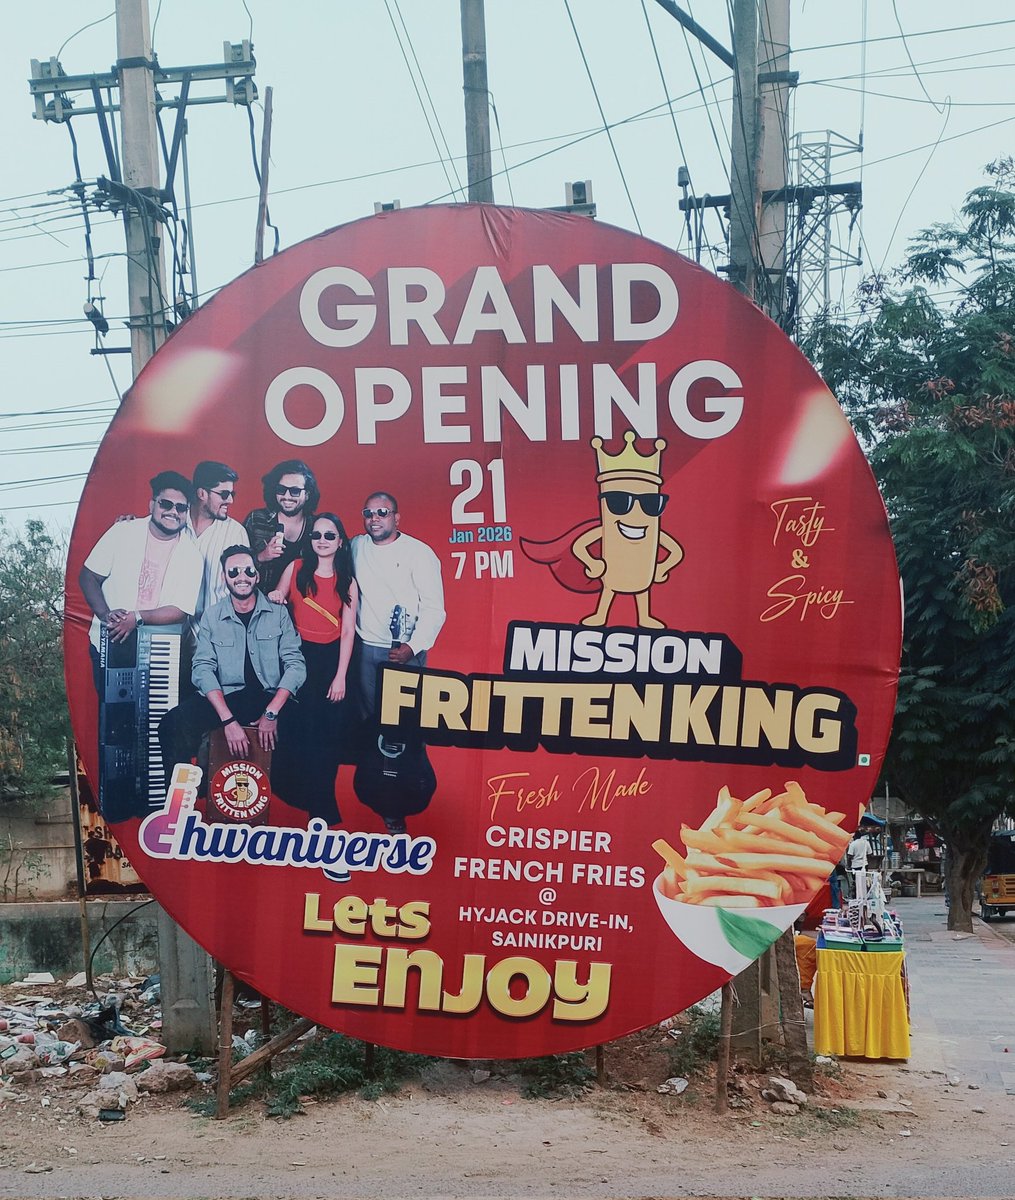 GRAND
OPENING
21
Jan 2026
7 PM
Tasty
&
Spicy
MISSION
FRITTEN KING
YAMAHA
MISSION
FRITTEN KING
Dhwaniverse
Fresh Made
CRISPIER
FRENCH FRIES
@
HYJACK DRIVE-IN,
SAINIKPURI
Lets
Enjoy